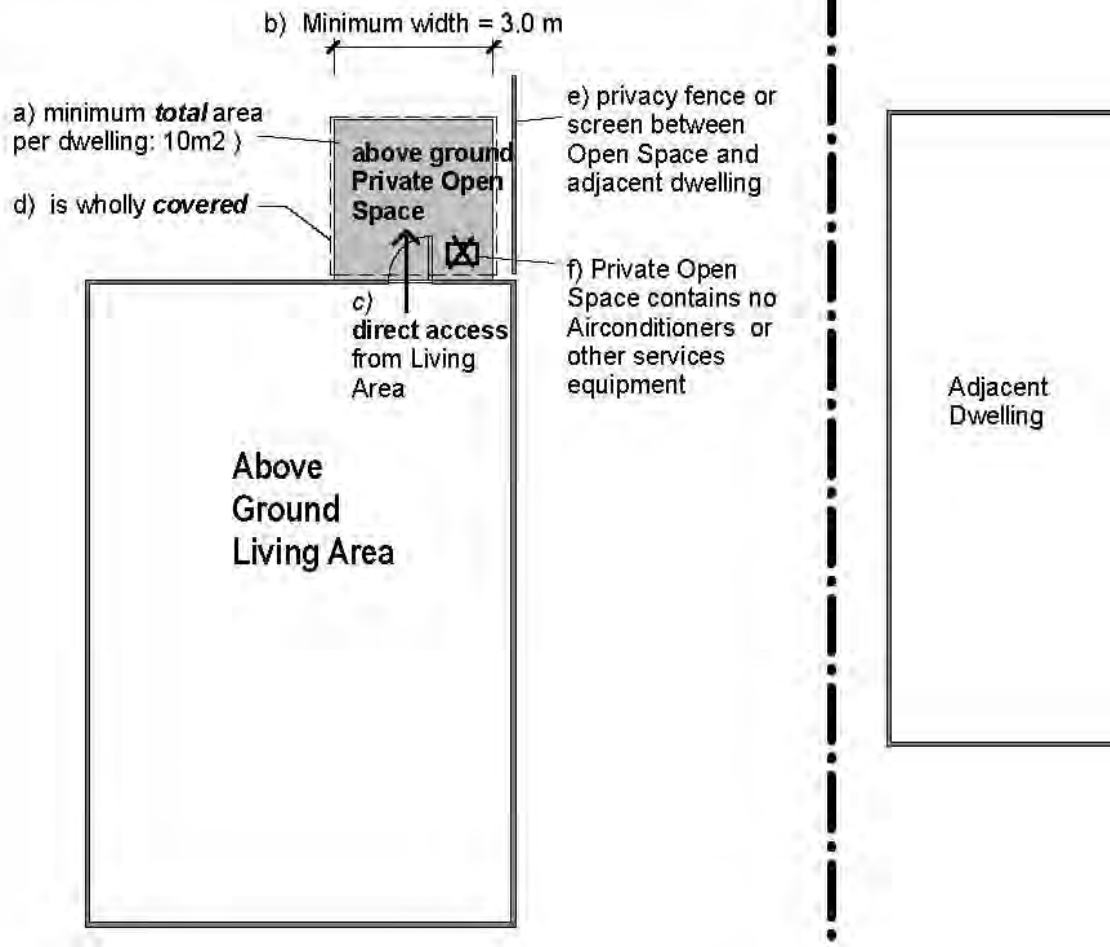 b) Minimum width = 3.0 m
a) minimum total area
per dwelling: 10m2 )
d) is wholly covered
above ground
Private Open
Space
e) privacy fence or
screen between
Open Space and
adjacent dwelling
c)
direct access
from Living
Area
f) Private Open
Space contains no
Airconditioners or
other services
equipment
Adjacent
Dwelling
Above
Ground
Living Area